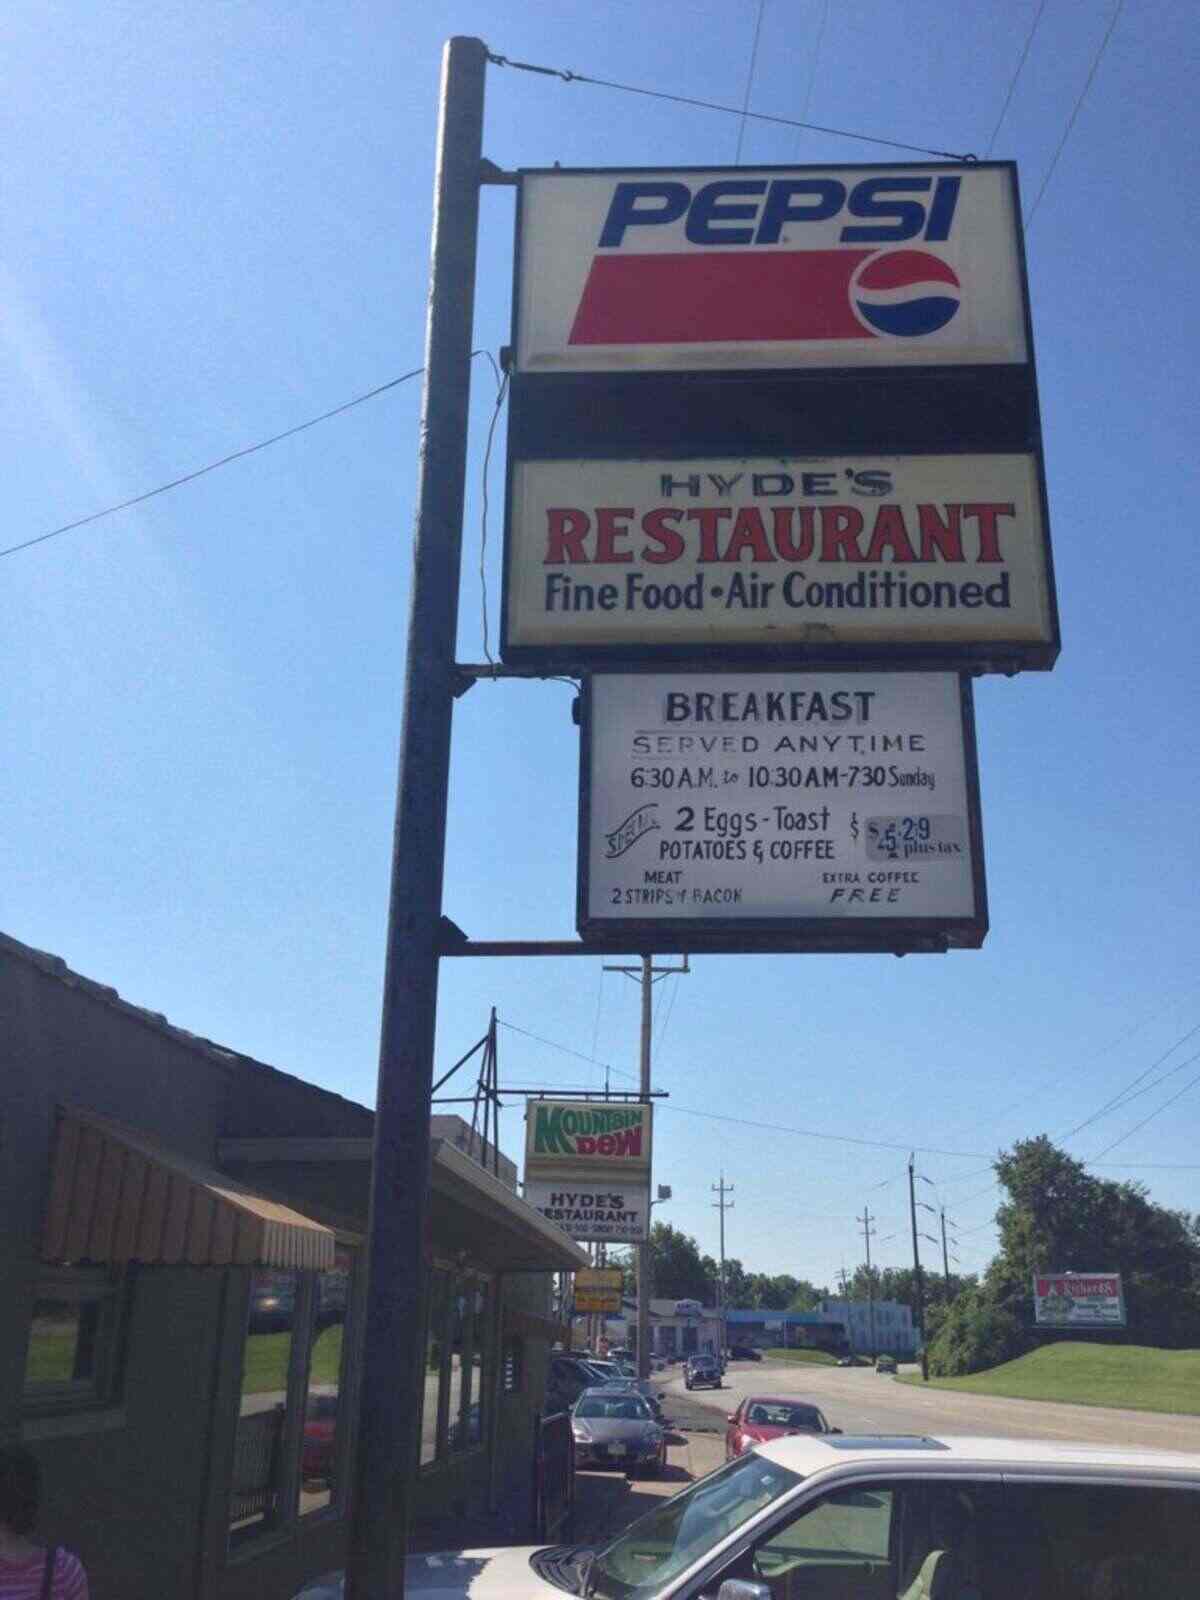 PEPSI
HYDE'S
RESTAURANT
Fine Food • Air Conditioned
BREAKFAST
SERVED ANYTIME
6:30 A.M. to 10:30 AM-7:30 Sunday
SPECIAL 2 Eggs - Toast $ $5.29
POTATOES & COFFEE plus tax
MEAT EXTRA COFFEE
2 STRIPS OF BACON FREE
MOUNTAIN
DEW
HYDE'S
RESTAURANT
Richards